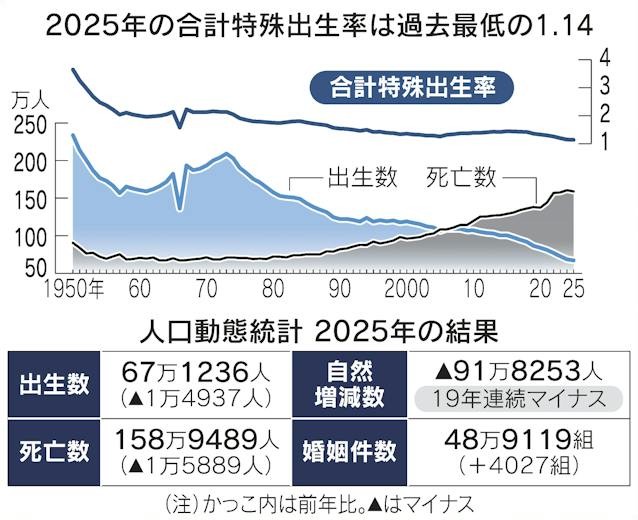 2025年の合計特殊出生率は過去最低の1.14
4
合計特殊出生率
3
万人
2
250
1
200
出生数 死亡数
150
100
50
1950年 60 70 80 90 2000 10 20 25
人口動態統計 2025年の結果
出生数
67万1236人
(▲1万4937人)
自然
増減数
▲91万8253人
19年連続マイナス
死亡数
158万9489人
(▲1万5889人)
婚姻件数
48万9119組
(+4027組)
(注)かっこ内は前年比。▲はマイナス